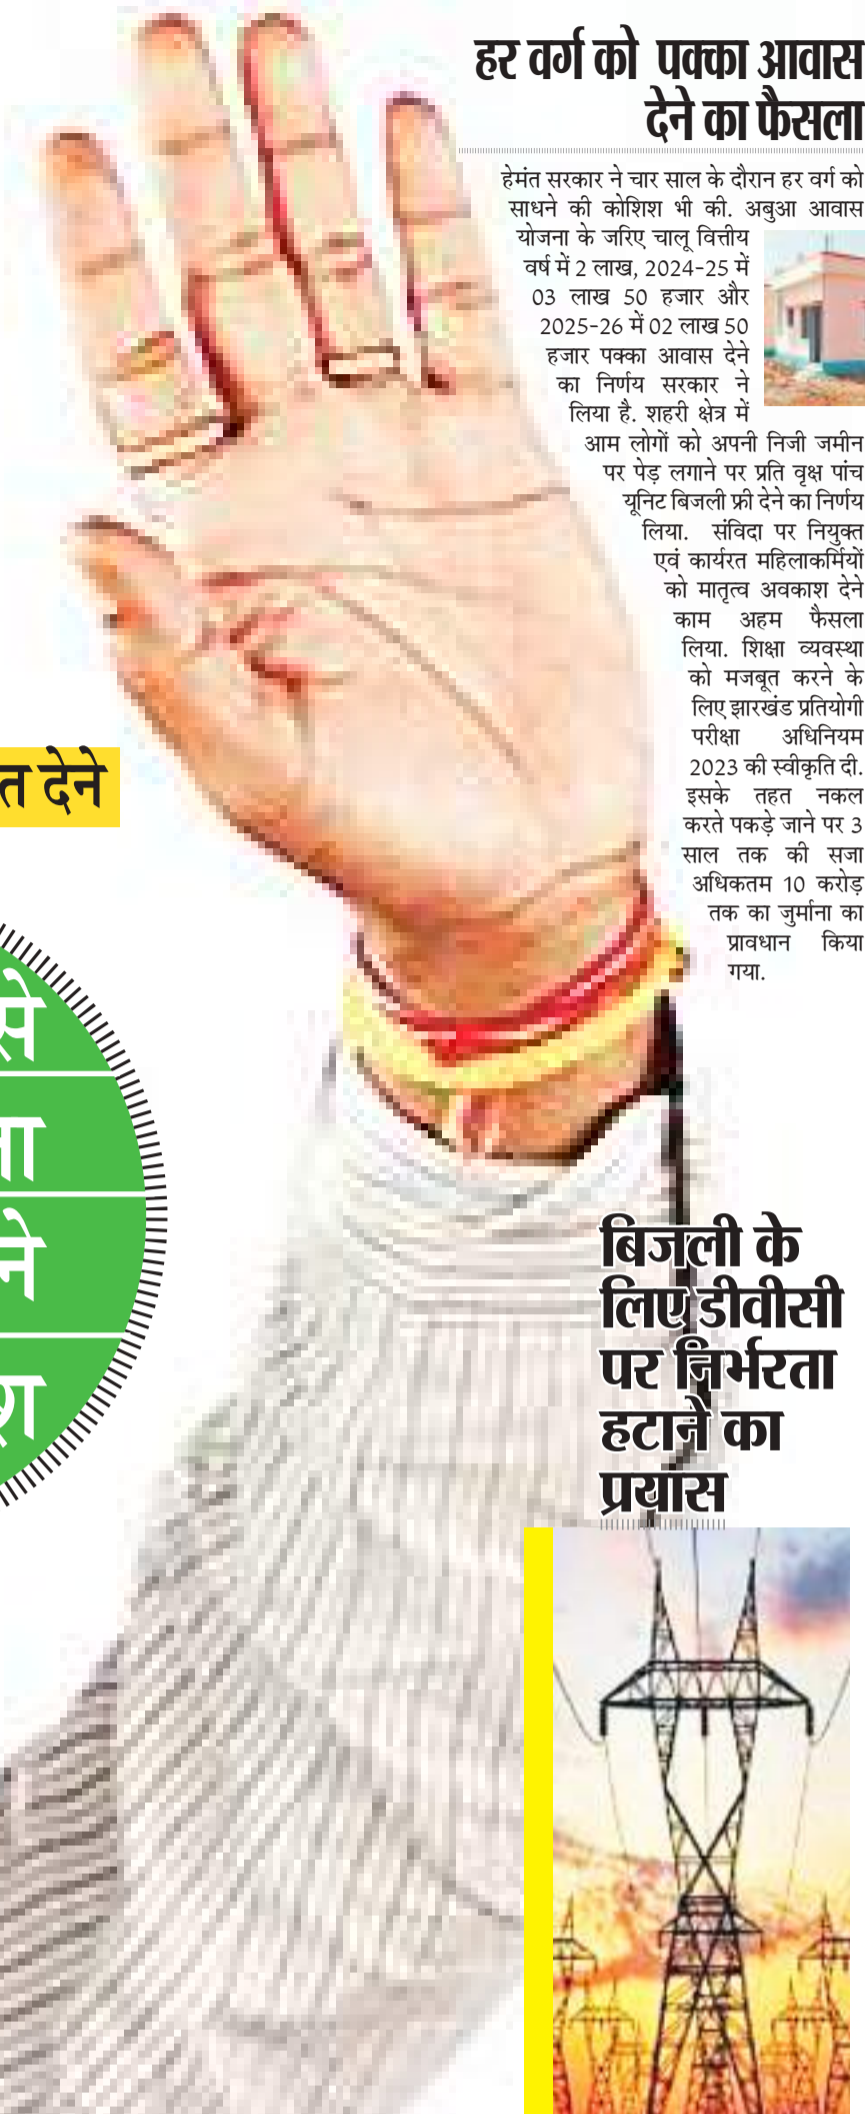 हर वर्ग को पक्का आवास
देने का फैसला
हेमंत सरकार ने चार साल के दौरान हर वर्ग को
साधने की कोशिश भी की. अबुआ आवास
योजना के जरिए चालू वित्तीय
वर्ष में 2 लाख, 2024-25 में
03 लाख 50 हजार और
2025-26 में 02 लाख 50
हजार पक्का आवास देने
का निर्णय सरकार ने
लिया है. शहरी क्षेत्र में
आम लोगों को अपनी निजी जमीन
पर पेड़ लगाने पर प्रति वृक्ष पांच
यूनिट बिजली फ्री देने का निर्णय
लिया. संविदा पर नियुक्त
एवं कार्यरत महिलाकर्मियों
को मातृत्व अवकाश देने
काम अहम फैसला
लिया. शिक्षा व्यवस्था
को मजबूत करने के
लिए झारखंड प्रतियोगी
परीक्षा अधिनियम
2023 की स्वीकृति दी.
इसके तहत नकल
करते पकड़े जाने पर 3
साल तक की सजा
अधिकतम 10 करोड़
तक का जुर्माना का
प्रावधान किया
गया.
त देने
से
ने
बिजली के
लिए डीवीसी
पर निर्भरता
हटाने का
प्रयास